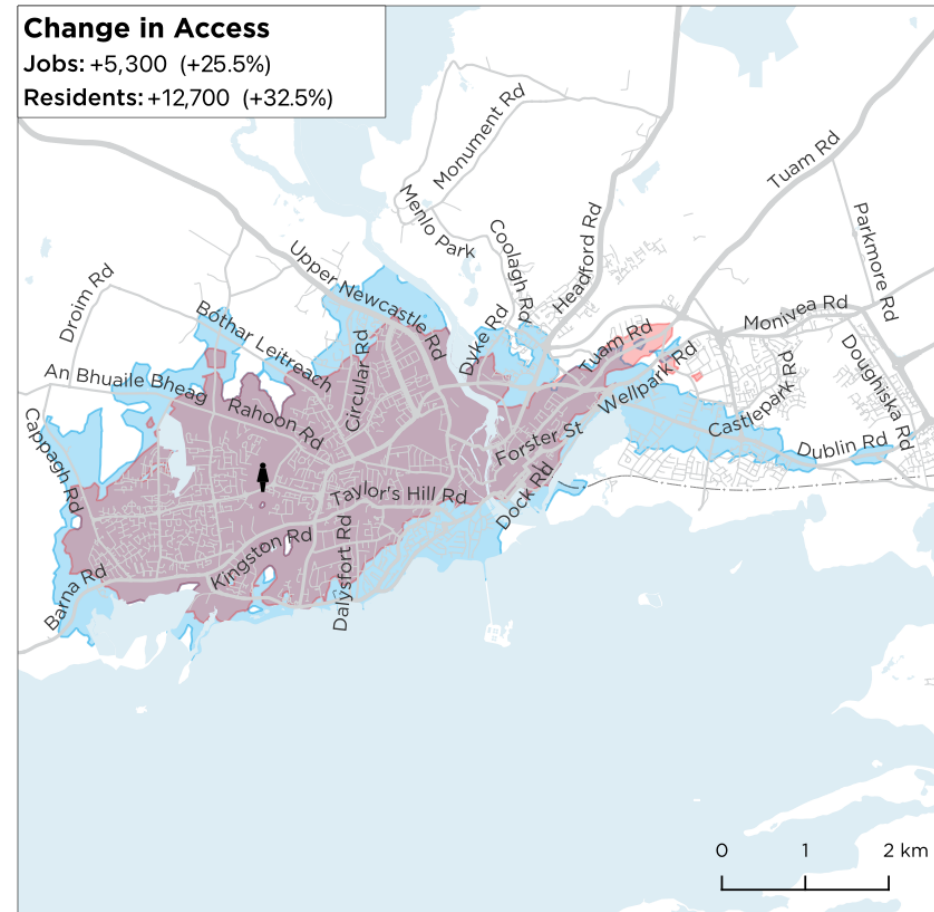 Change in Access
Jobs: +5,300 (+25.5%)
Residents: +12,700 (+32.5%)
Monument Rd
Tuam Rd
Menlo Park
Parkmore Rd
Coolagh Rd
Headford Rd
Upper Newcastle Rd
Droim Rd
Bothar Leitreach
Dyke Rd
Monivea Rd
Circular Rd
Tuam Rd
Doughiska Rd
An Bhuaile Bheag
Wellpark Rd
Castlepark Rd
Rahoon Rd
Cappagh Rd
Forster St
Dublin Rd
Taylor's Hill Rd
Dock Rd
Kingston Rd
Dalysfort Rd
Barna Rd
0 1 2 km